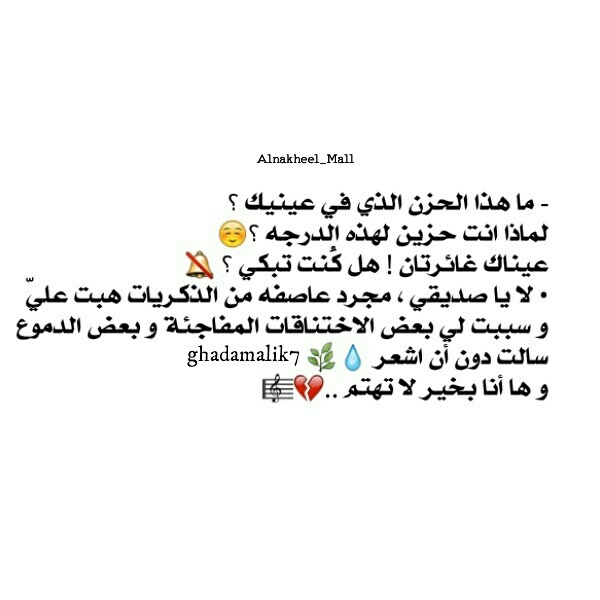 Alnakheel_Mall
- ما هذا الحزن الذي في عينيك ؟
لماذا انت حزين لهذه الدرجه ؟☺️
عيناك غائرتان ! هل كُنت تبكي ؟ 🔕
• لا يا صديقي ، مجرد عاصفه من الذكريات هبت عليّ
و سببت لي بعض الاختناقات المفاجئة و بعض الدموع
سالت دون أن اشعر 💧🌿 ghadamalik7
و ها أنا بخير لا تهتم ..💔🎼